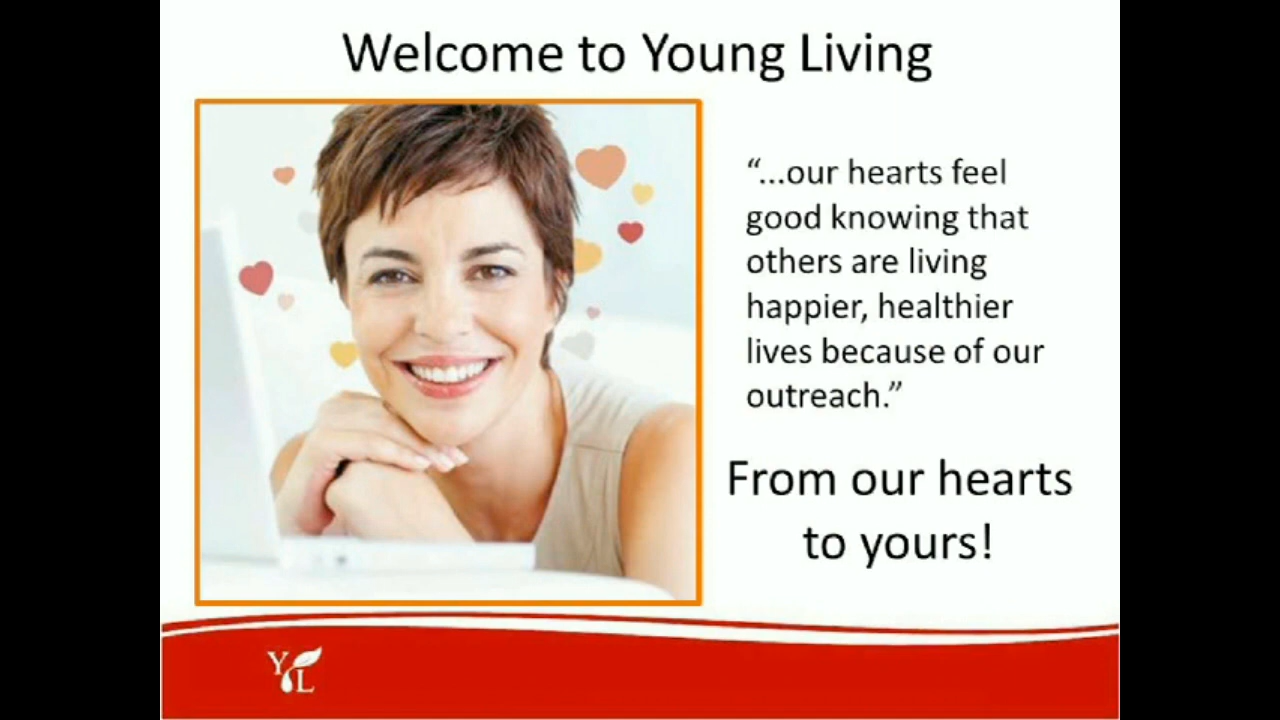 Welcome to Young Living
“...our hearts feel
good knowing that
others are living
happier, healthier
lives because of our
outreach.”
From our hearts
to yours!
Y L